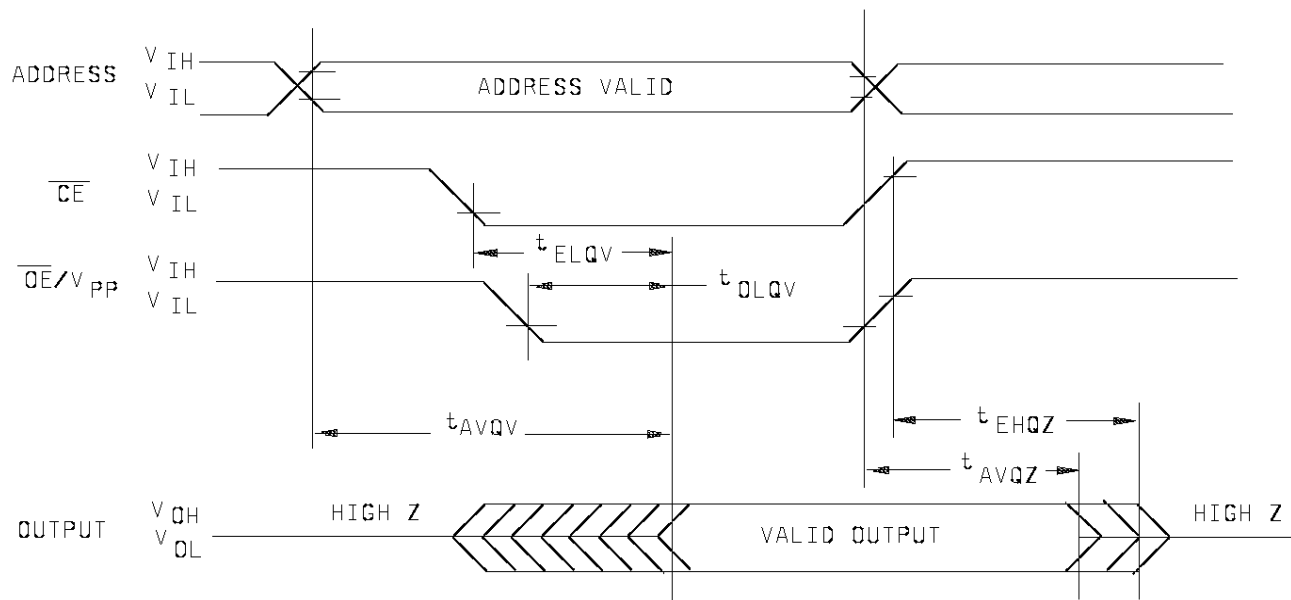 ADDRESS
V IH
V IL
ADDRESS VALID
CE
V IH
V IL
t ELQV
OE/V PP
V IH
V IL
t OLQV
t AVQV
t EHQZ
t AVQZ
OUTPUT
V OH
V OL
HIGH Z
VALID OUTPUT
HIGH Z